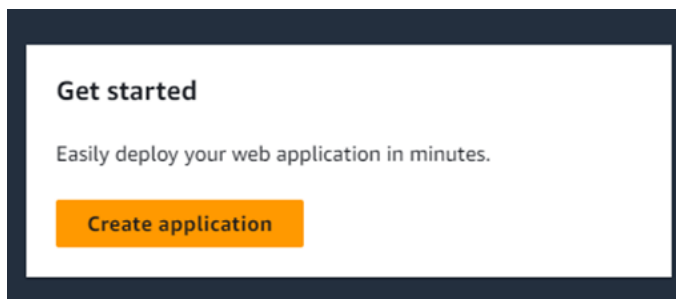 Get started
Easily deploy your web application in minutes.
Create application